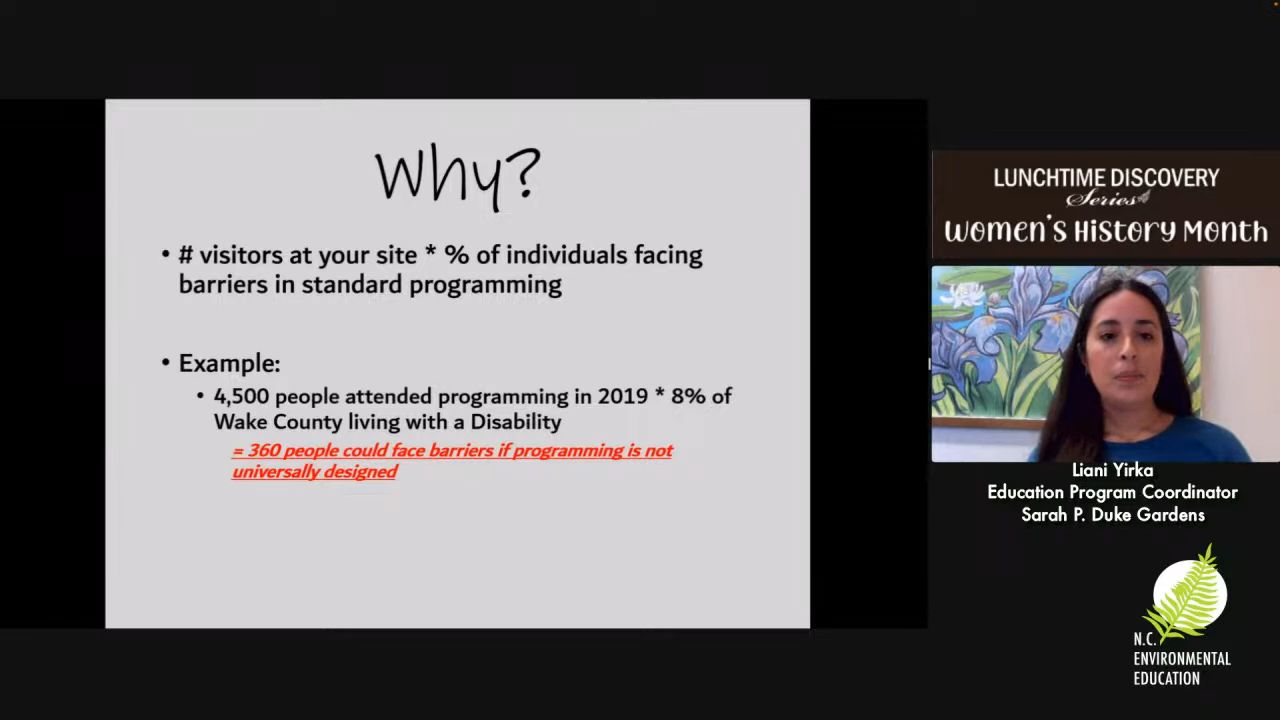 Why?
• # visitors at your site * % of individuals facing
barriers in standard programming
• Example:
• 4,500 people attended programming in 2019 * 8% of
Wake County living with a Disability
= 360 people could face barriers if programming is not
universally designed
LUNCHTIME DISCOVERY
Series
Women's History Month
Liani Yirka
Education Program Coordinator
Sarah P. Duke Gardens
N.C.
ENVIRONMENTAL
EDUCATION